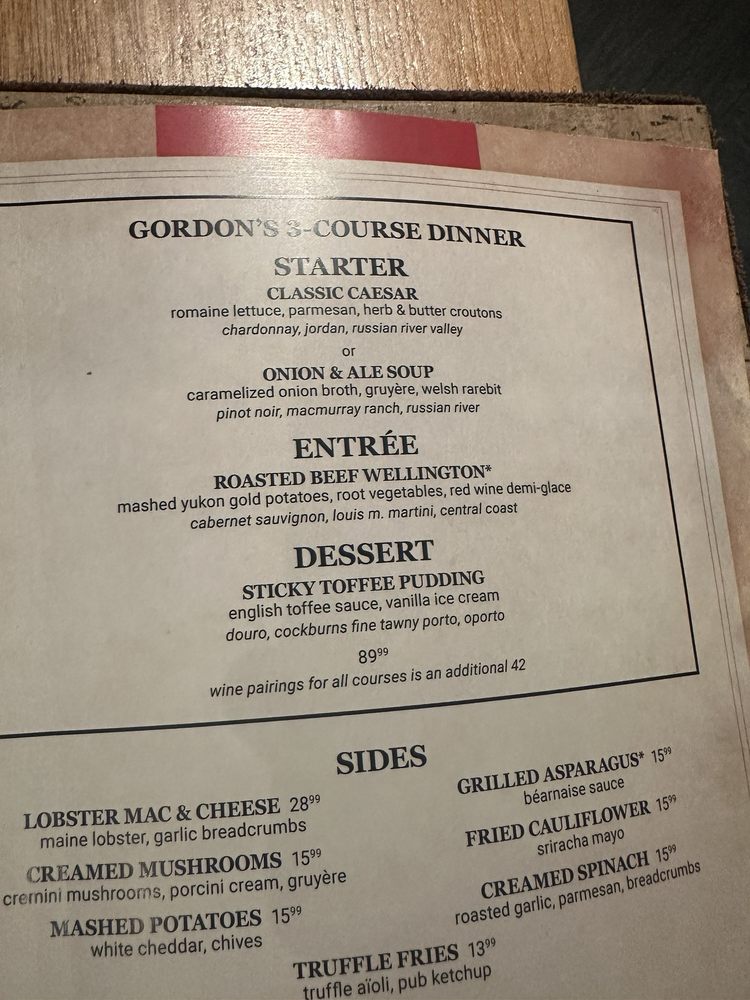 GORDON'S 3-COURSE DINNER
STARTER
CLASSIC CAESAR
romaine lettuce, parmesan, herb & butter croutons
chardonnay, jordan, russian river valley
or
ONION & ALE SOUP
caramelized onion broth, gruyère, welsh rarebit
pinot noir, macmurray ranch, russian river
ENTRÉE
ROASTED BEEF WELLINGTON*
mashed yukon gold potatoes, root vegetables, red wine demi-glace
cabernet sauvignon, louis m. martini, central coast
DESSERT
STICKY TOFFEE PUDDING
english toffee sauce, vanilla ice cream
douro, cockburns fine tawny porto, oporto
89⁹⁹
wine pairings for all courses is an additional 42
SIDES
LOBSTER MAC & CHEESE 28⁹⁹
maine lobster, garlic breadcrumbs
CREAMED MUSHROOMS 15⁹⁹
cremini mushrooms, porcini cream, gruyère
MASHED POTATOES 15⁹⁹
white cheddar, chives
GRILLED ASPARAGUS* 15⁹⁹
béarnaise sauce
FRIED CAULIFLOWER 15⁹⁹
sriracha mayo
CREAMED SPINACH 15⁹⁹
roasted garlic, parmesan, breadcrumbs
TRUFFLE FRIES 13⁹⁹
truffle aïoli, pub ketchup